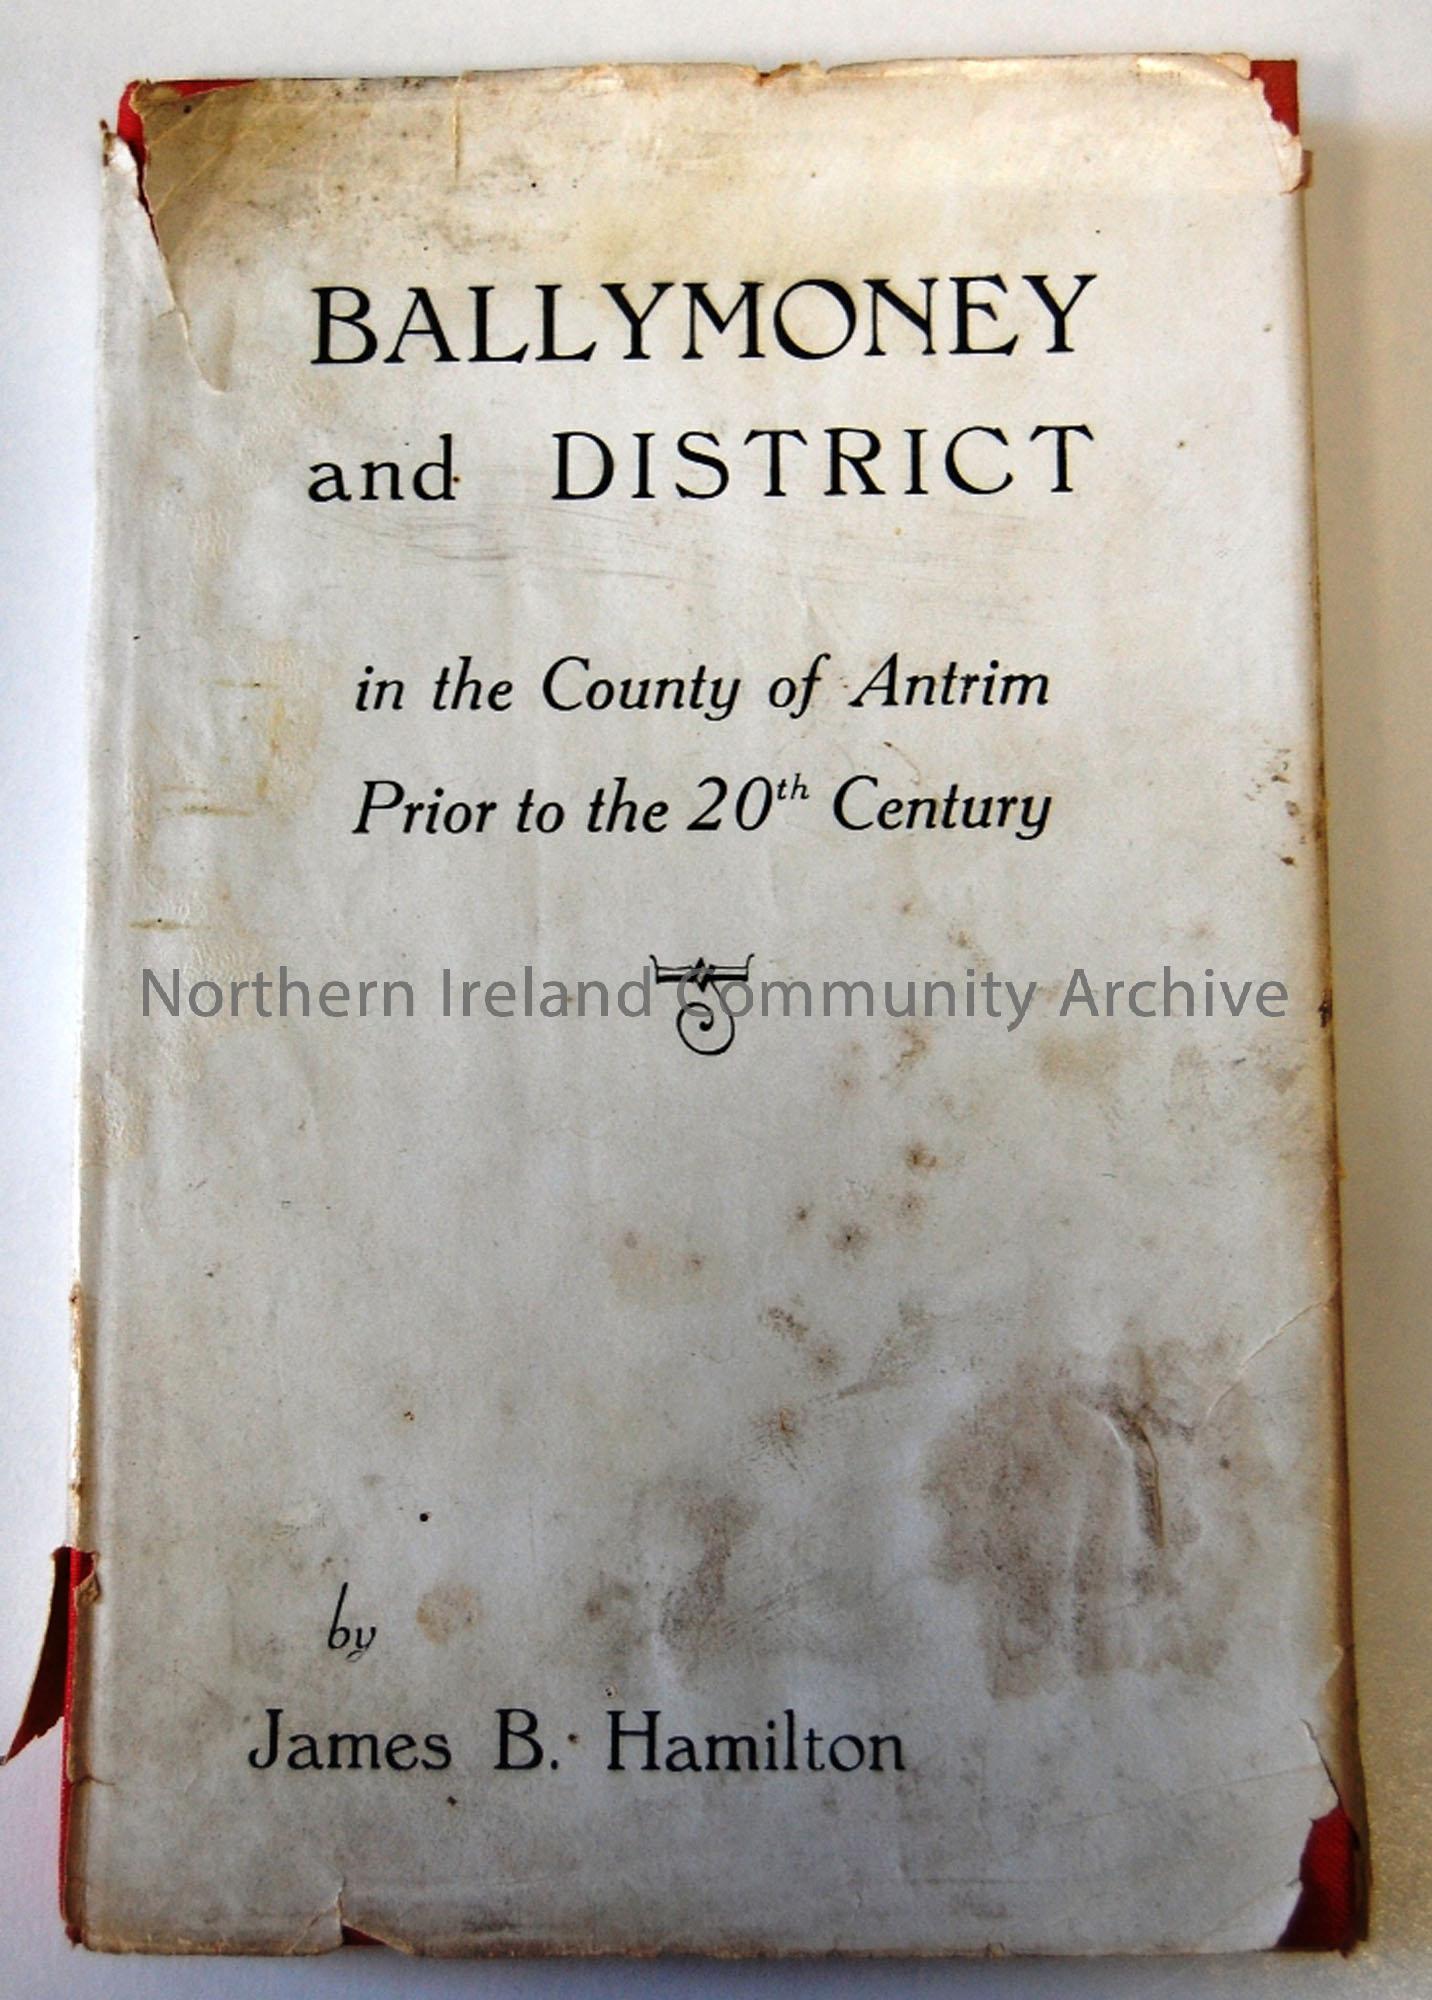 BALLYMONEY
and DISTRICT
in the County of Antrim
Prior to the 20th Century
Northern Ireland Community Archive
by
James B. Hamilton